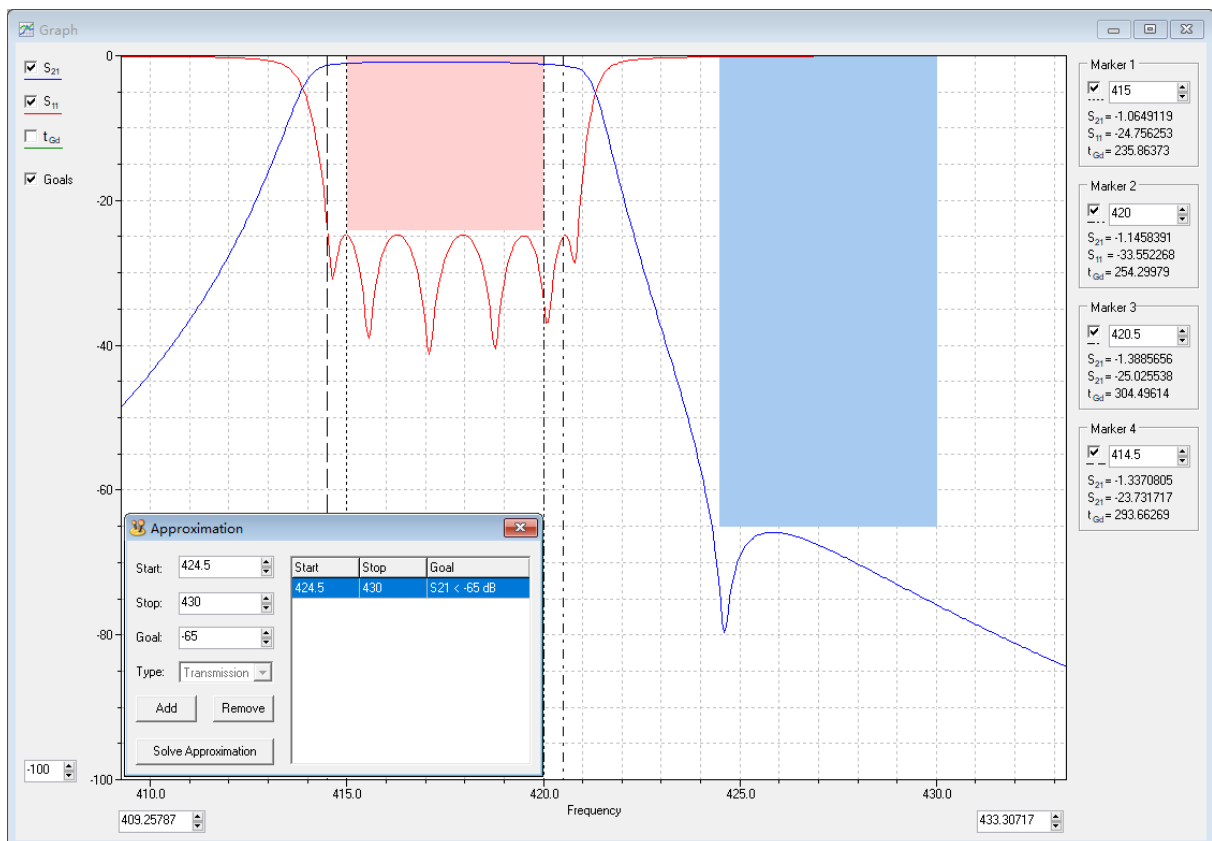 Graph
S21
S11
tGd
Goals
0
-20
-40
-60
-80
-100
-100
410.0
415.0
420.0
425.0
430.0
Frequency
409.25787
433.30717
Marker 1
415
S21 = -1.0649119
S11 = -24.756253
tGd = 235.86373
Marker 2
420
S21 = -1.1458391
S11 = -33.552268
tGd = 254.29979
Marker 3
420.5
S21 = -1.3885656
S21 = -25.025538
tGd = 304.49614
Marker 4
414.5
S21 = -1.3370805
S21 = -23.731717
tGd = 293.66269
Approximation
Start: 424.5
Stop: 430
Goal: -65
Type: Transmission
Add Remove
Solve Approximation
Start Stop Goal
424.5 430 S21 < -65 dB